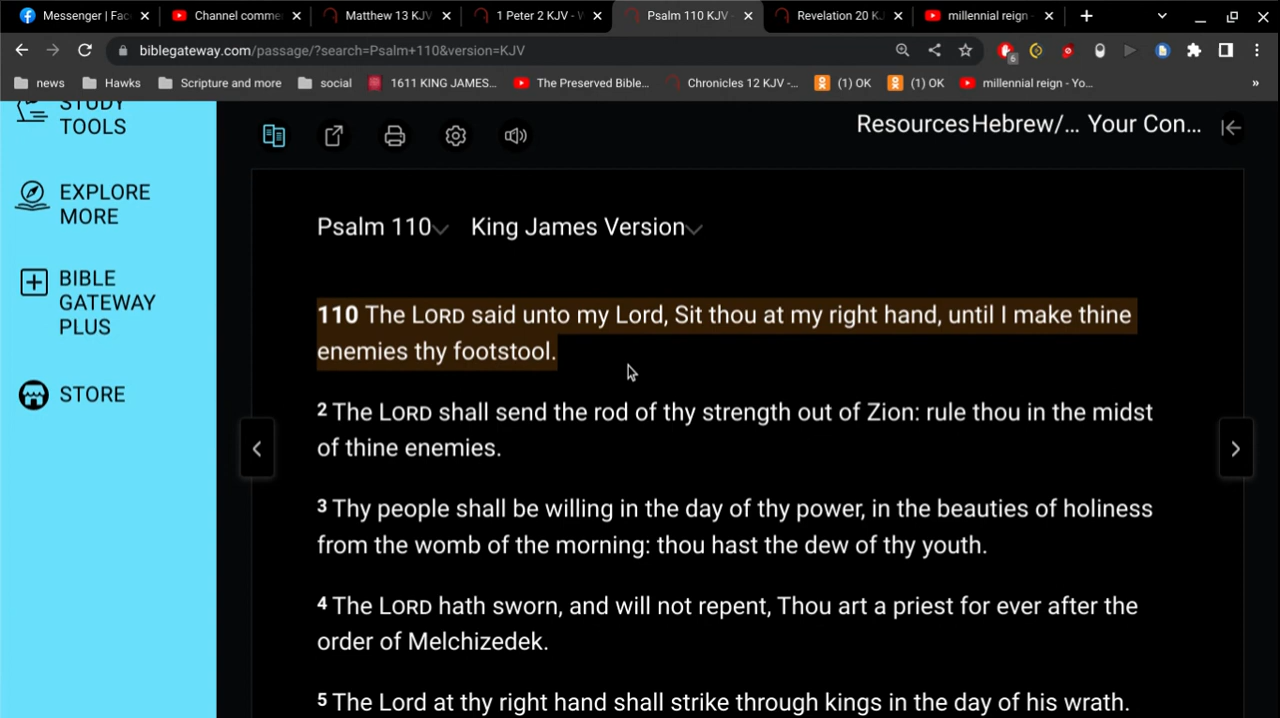 Messenger | Fac
Channel comme
Matthew 13 KJV
1 Peter 2 KJV - W
Psalm 110 KJV -
Revelation 20 KJ
millennial reign -
biblegateway.com/passage/?search=Psalm+110&version=KJV
6
news
Hawks
Scripture and more
social
1611 KING JAMES...
The Preserved Bible...
Chronicles 12 KJV -...
(1) OK
(1) OK
millennial reign - Yo...
»
STUDY
TOOLS
EXPLORE
MORE
BIBLE
GATEWAY
PLUS
STORE
Resources
Hebrew/...
Your Con...
Psalm 110
King James Version
110 The LORD said unto my Lord, Sit thou at my right hand, until I make thine
enemies thy footstool.
2 The LORD shall send the rod of thy strength out of Zion: rule thou in the midst
of thine enemies.
3 Thy people shall be willing in the day of thy power, in the beauties of holiness
from the womb of the morning: thou hast the dew of thy youth.
4 The LORD hath sworn, and will not repent, Thou art a priest for ever after the
order of Melchizedek.
5 The Lord at thy right hand shall strike through kings in the day of his wrath.